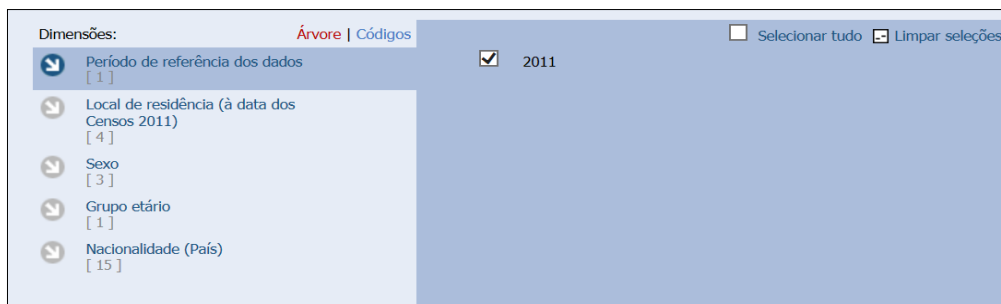 Dimensões: Árvore | Códigos
Selecionar tudo Limpar seleções
Período de referência dos dados
[ 1 ]
2011
Local de residência (à data dos
Censos 2011)
[ 4 ]
Sexo
[ 3 ]
Grupo etário
[ 1 ]
Nacionalidade (País)
[ 15 ]